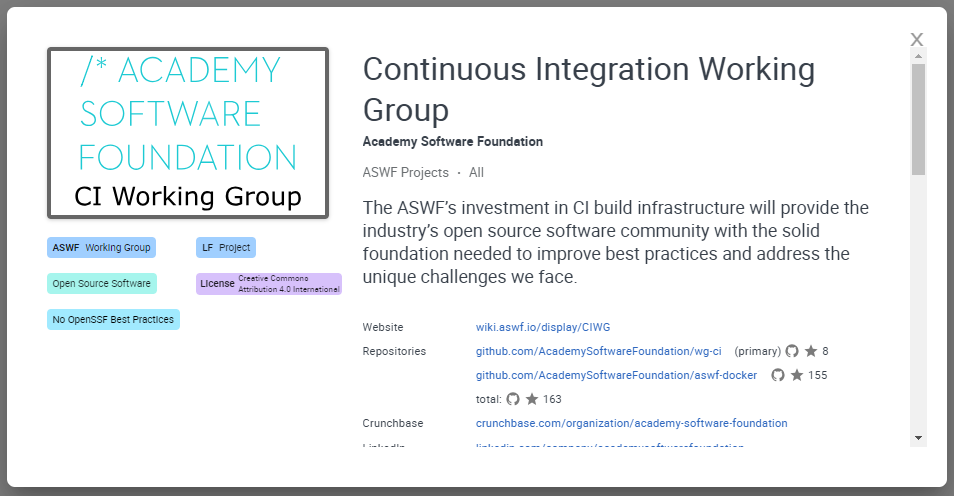 /* ACADEMY
SOFTWARE
FOUNDATION
CI Working Group
ASWF Working Group
LF Project
Open Source Software
License Creative Commons
Attribution 4.0 International
No OpenSSF Best Practices
X
Continuous Integration Working
Group
Academy Software Foundation
ASWF Projects · All
The ASWF’s investment in CI build infrastructure will provide the
industry’s open source software community with the solid
foundation needed to improve best practices and address the
unique challenges we face.
Website wiki.aswf.io/display/CIWG
Repositories github.com/AcademySoftwareFoundation/wg-ci (primary) 8
github.com/AcademySoftwareFoundation/aswf-docker 155
total: 163
Crunchbase crunchbase.com/organization/academy-software-foundation
LinkedIn linkedin.com/company/academysoftwarefoundation